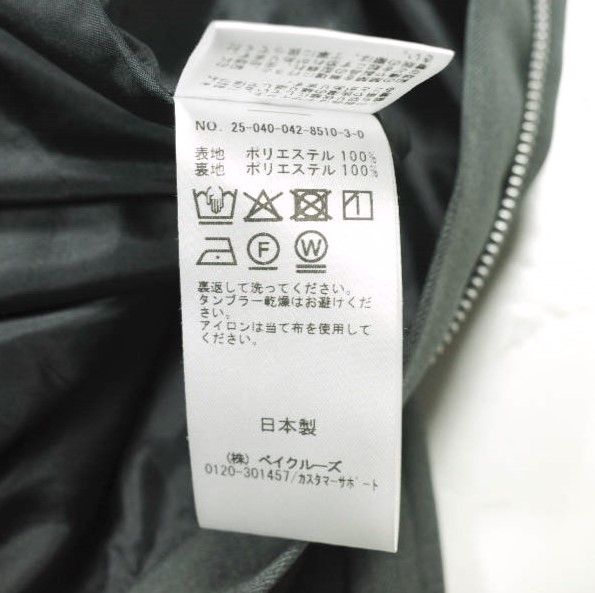 NO. 25-040-042-8510-3-0
表地 ポリエステル 100%
裏地 ポリエステル 100%
F W
裏返して洗ってください。
タンブラー乾燥はお避けくだ
さい。
アイロンは当て布を使用して
ください。
日本製
(株) ベイクルーズ
0120-301457/カスタマーサポート